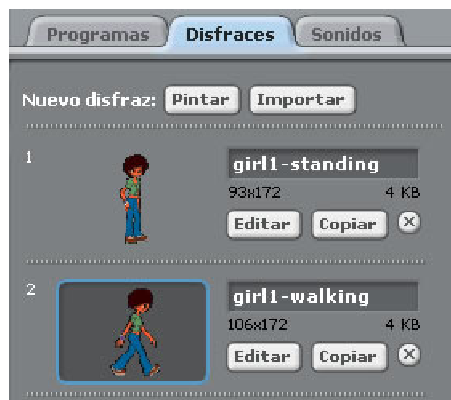 Programas Disfraces Sonidos
Nuevo disfraz: Pintar Importar
1
girl1-standing
93x172 4 KB
Editar Copiar
2
girl1-walking
106x172 4 KB
Editar Copiar